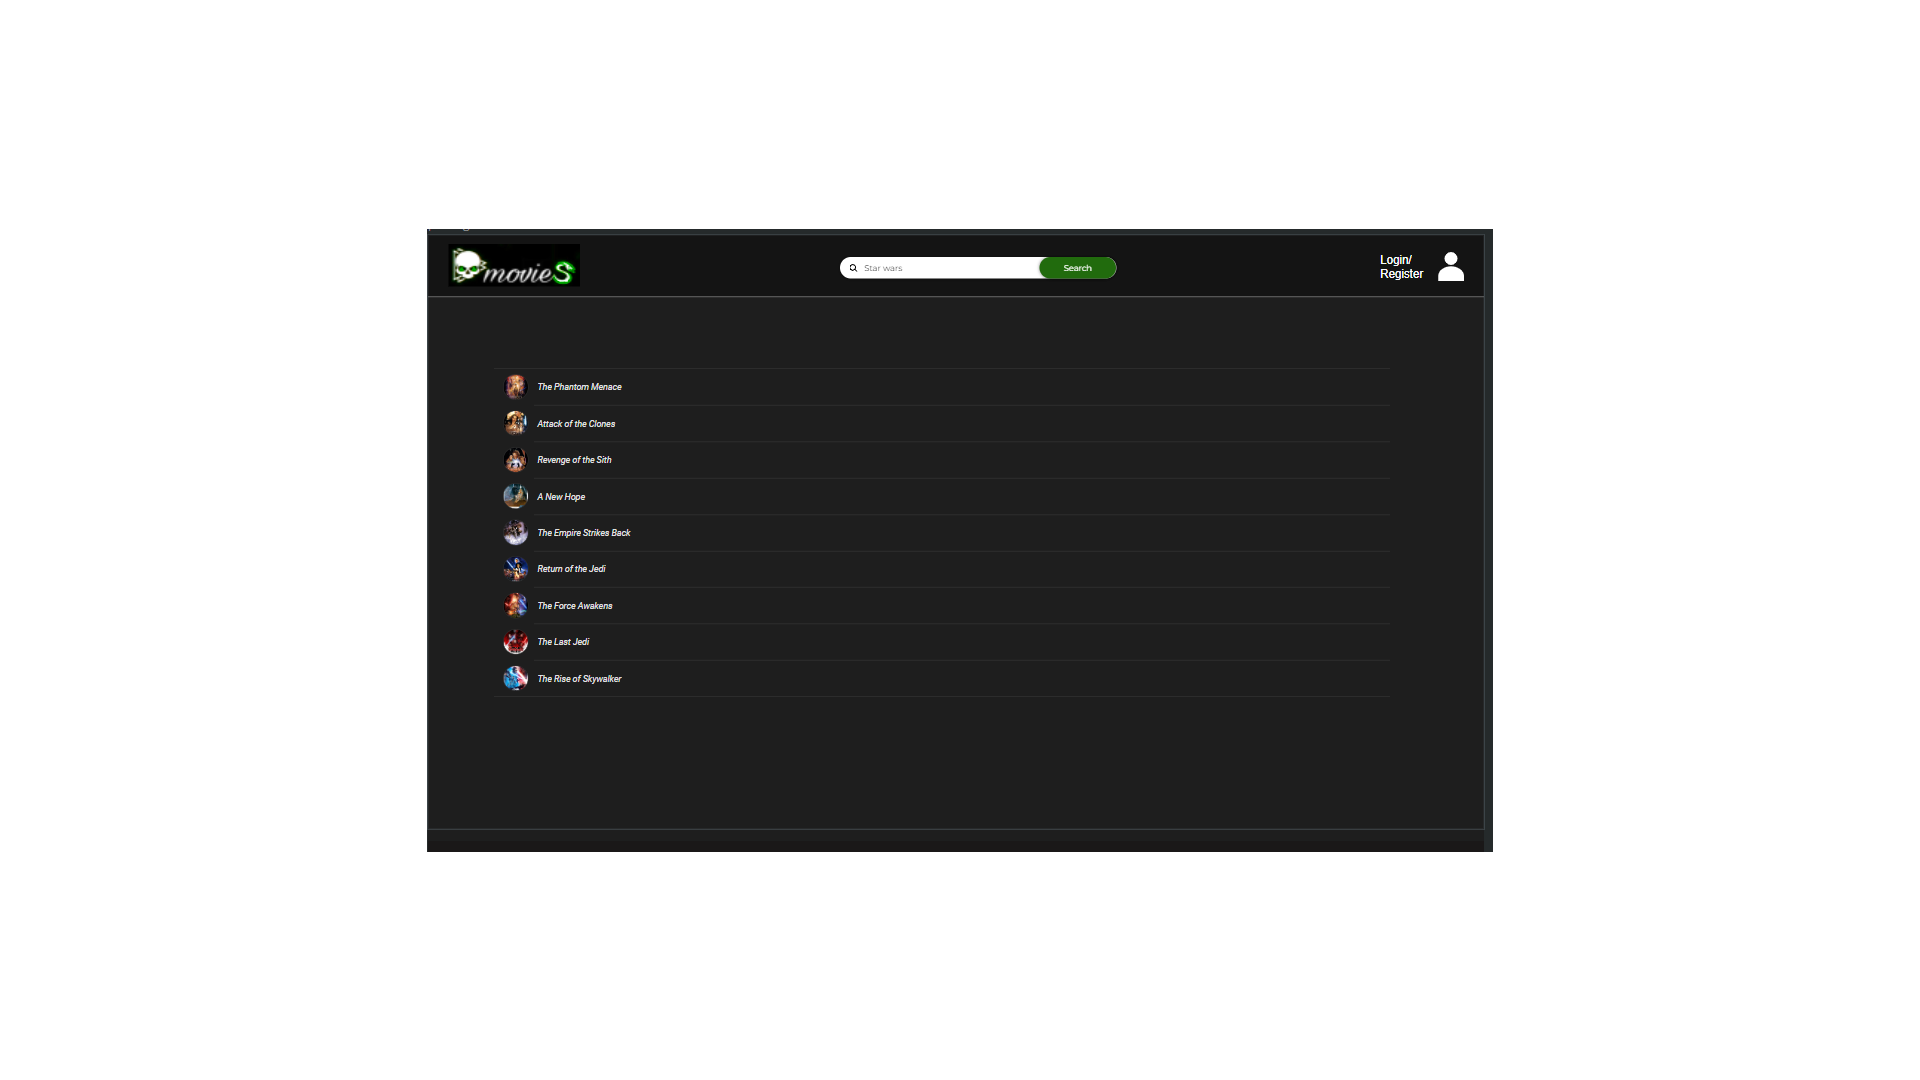 movieS
Star wars
Search
Login/
Register
The Phantom Menace
Attack of the Clones
Revenge of the Sith
A New Hope
The Empire Strikes Back
Return of the Jedi
The Force Awakens
The Last Jedi
The Rise of Skywalker